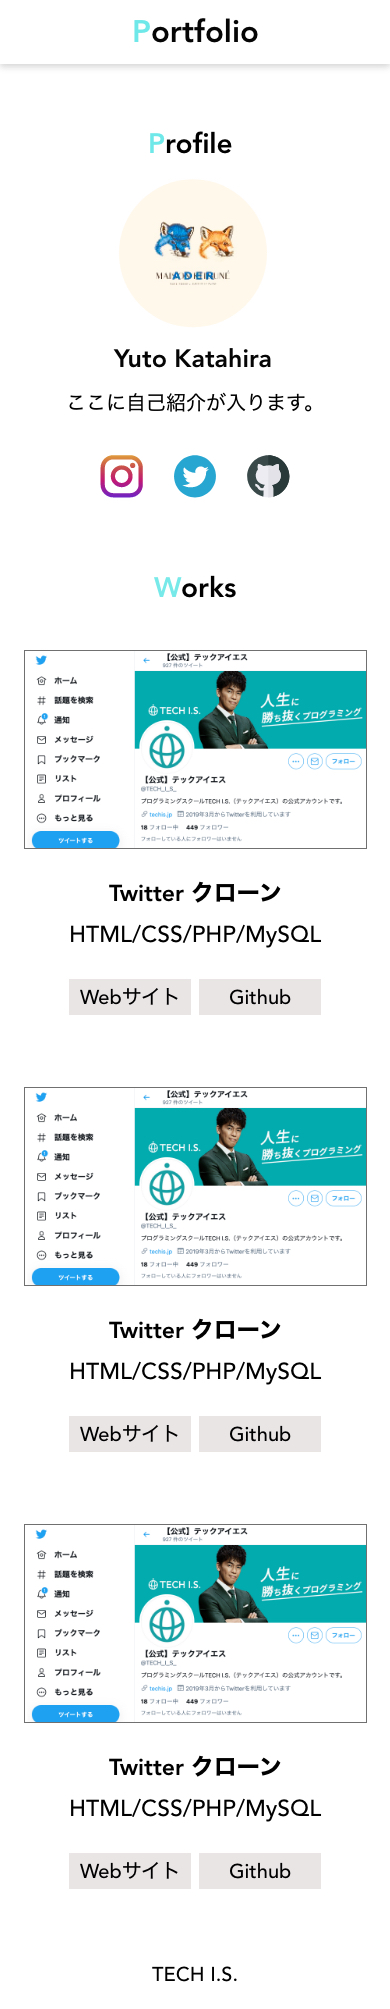 Portfolio
Profile
ADER
Yuto Katahira
ここに自己紹介が入ります。
Works
【公式】テックアイエス
927 件のツイート
ホーム
話題を検索
通知
メッセージ
ブックマーク
リスト
プロフィール
もっと見る
ツイートする
TECH I.S.
人生に
勝ち抜くプログラミング
フォロー
【公式】テックアイエス
@TECH_I_S_
プログラミングスクールTECH I.S.（テックアイエス）の公式アカウントです。
techis.jp 2019年3月からTwitterを利用しています
18 フォロー中 449 フォロワー
フォローしている人にフォロワーはいません
Twitter クローン
HTML/CSS/PHP/MySQL
Webサイト Github
【公式】テックアイエス
927 件のツイート
ホーム
話題を検索
通知
メッセージ
ブックマーク
リスト
プロフィール
もっと見る
ツイートする
TECH I.S.
人生に
勝ち抜くプログラミング
フォロー
【公式】テックアイエス
@TECH_I_S_
プログラミングスクールTECH I.S.（テックアイエス）の公式アカウントです。
techis.jp 2019年3月からTwitterを利用しています
18 フォロー中 449 フォロワー
フォローしている人にフォロワーはいません
Twitter クローン
HTML/CSS/PHP/MySQL
Webサイト Github
【公式】テックアイエス
927 件のツイート
ホーム
話題を検索
通知
メッセージ
ブックマーク
リスト
プロフィール
もっと見る
ツイートする
TECH I.S.
人生に
勝ち抜くプログラミング
フォロー
【公式】テックアイエス
@TECH_I_S_
プログラミングスクールTECH I.S.（テックアイエス）の公式アカウントです。
techis.jp 2019年3月からTwitterを利用しています
18 フォロー中 449 フォロワー
フォローしている人にフォロワーはいません
Twitter クローン
HTML/CSS/PHP/MySQL
Webサイト Github
TECH I.S.